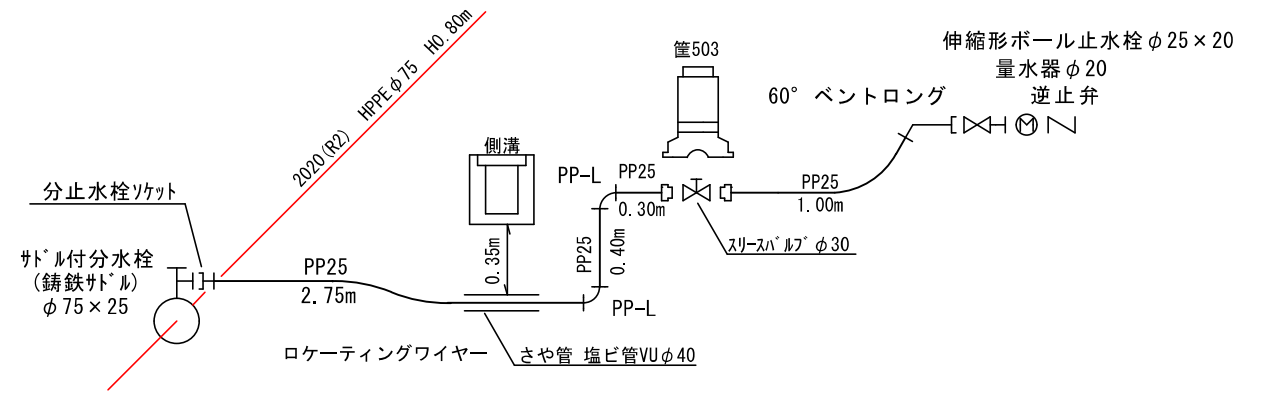 2020(R2) HPPEφ75 H0.80m
分止水栓ソケット
サドル付分水栓
(鋳鉄サドル)
φ75×25
PP25
2.75m
側溝
0.35m
ロケーティングワイヤー
さや管 塩ビ管VUφ40
PP-L
PP25
0.40m
PP-L
PP25
0.30m
筐503
スリースバルブφ30
60° ベントロング
PP25
1.00m
伸縮形ボール止水栓φ25×20
量水器φ20
逆止弁
M